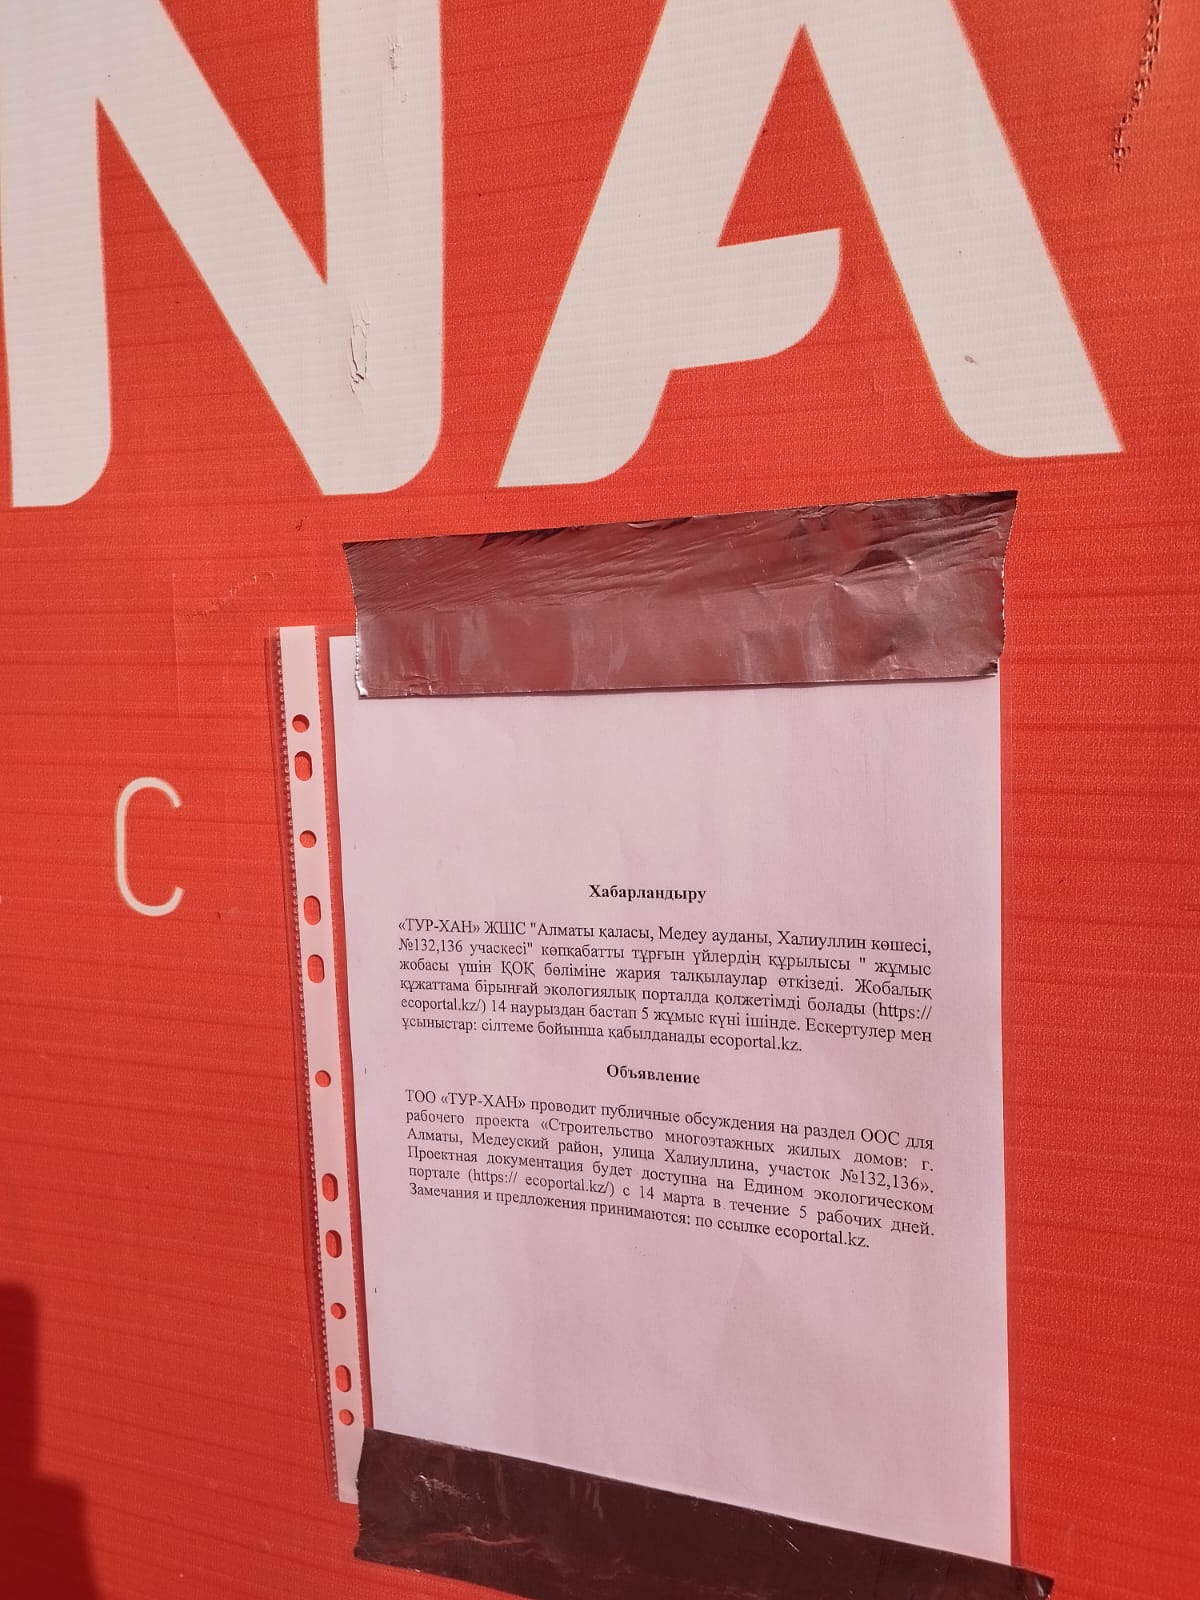 NA
C
Хабарландыру
«ТУР-ХАН» ЖШС "Алматы қаласы, Медеу ауданы, Халиуллин көшесі,
№132,136 учаскесі" көпқабатты тұрғын үйлердің құрылысы " жұмыс
жобасы үшін ҚОҚ бөліміне жария талқылаулар өткізеді. Жобалық
құжаттама бірыңғай экологиялық порталда қолжетімді болады (https://
ecoportal.kz/) 14 наурыздан бастап 5 жұмыс күні ішінде. Ескертулер мен
ұсыныстар: сілтеме бойынша қабылданады ecoportal.kz.
Объявление
ТОО «ТУР-ХАН» проводит публичные обсуждения на раздел ООС для
рабочего проекта «Строительство многоэтажных жилых домов: г.
Алматы, Медеуский район, улица Халиуллина, участок №132,136».
Проектная документация будет доступна на Едином экологическом
портале (https:// ecoportal.kz/) с 14 марта в течение 5 рабочих дней.
Замечания и предложения принимаются: по ссылке ecoportal.kz.